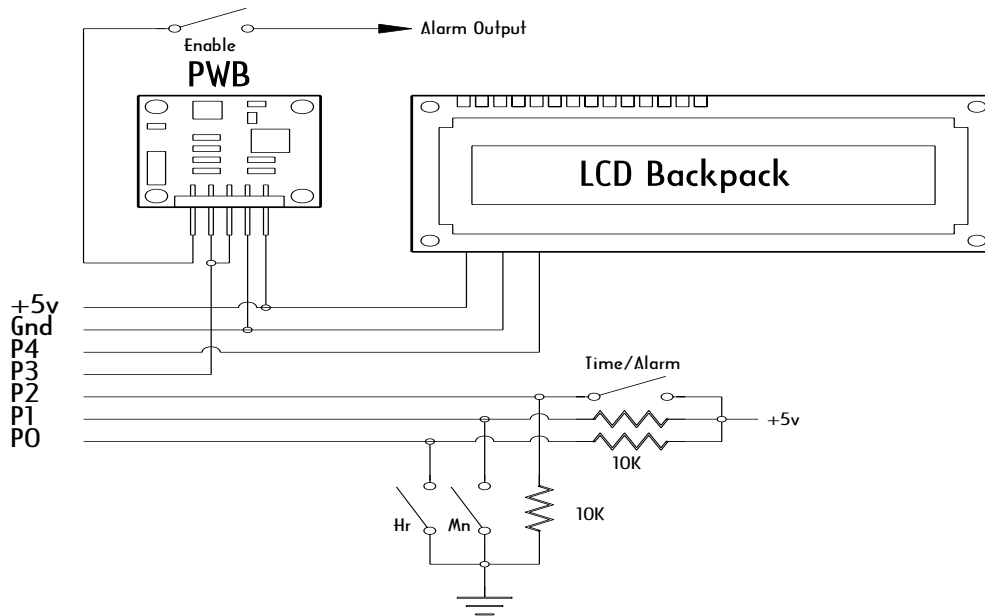 Alarm Output
Enable
PWB
LCD Backpack
+5v
Gnd
P4
P3
P2
P1
P0
Time/Alarm
+5v
10K
10K
Hr
Mn